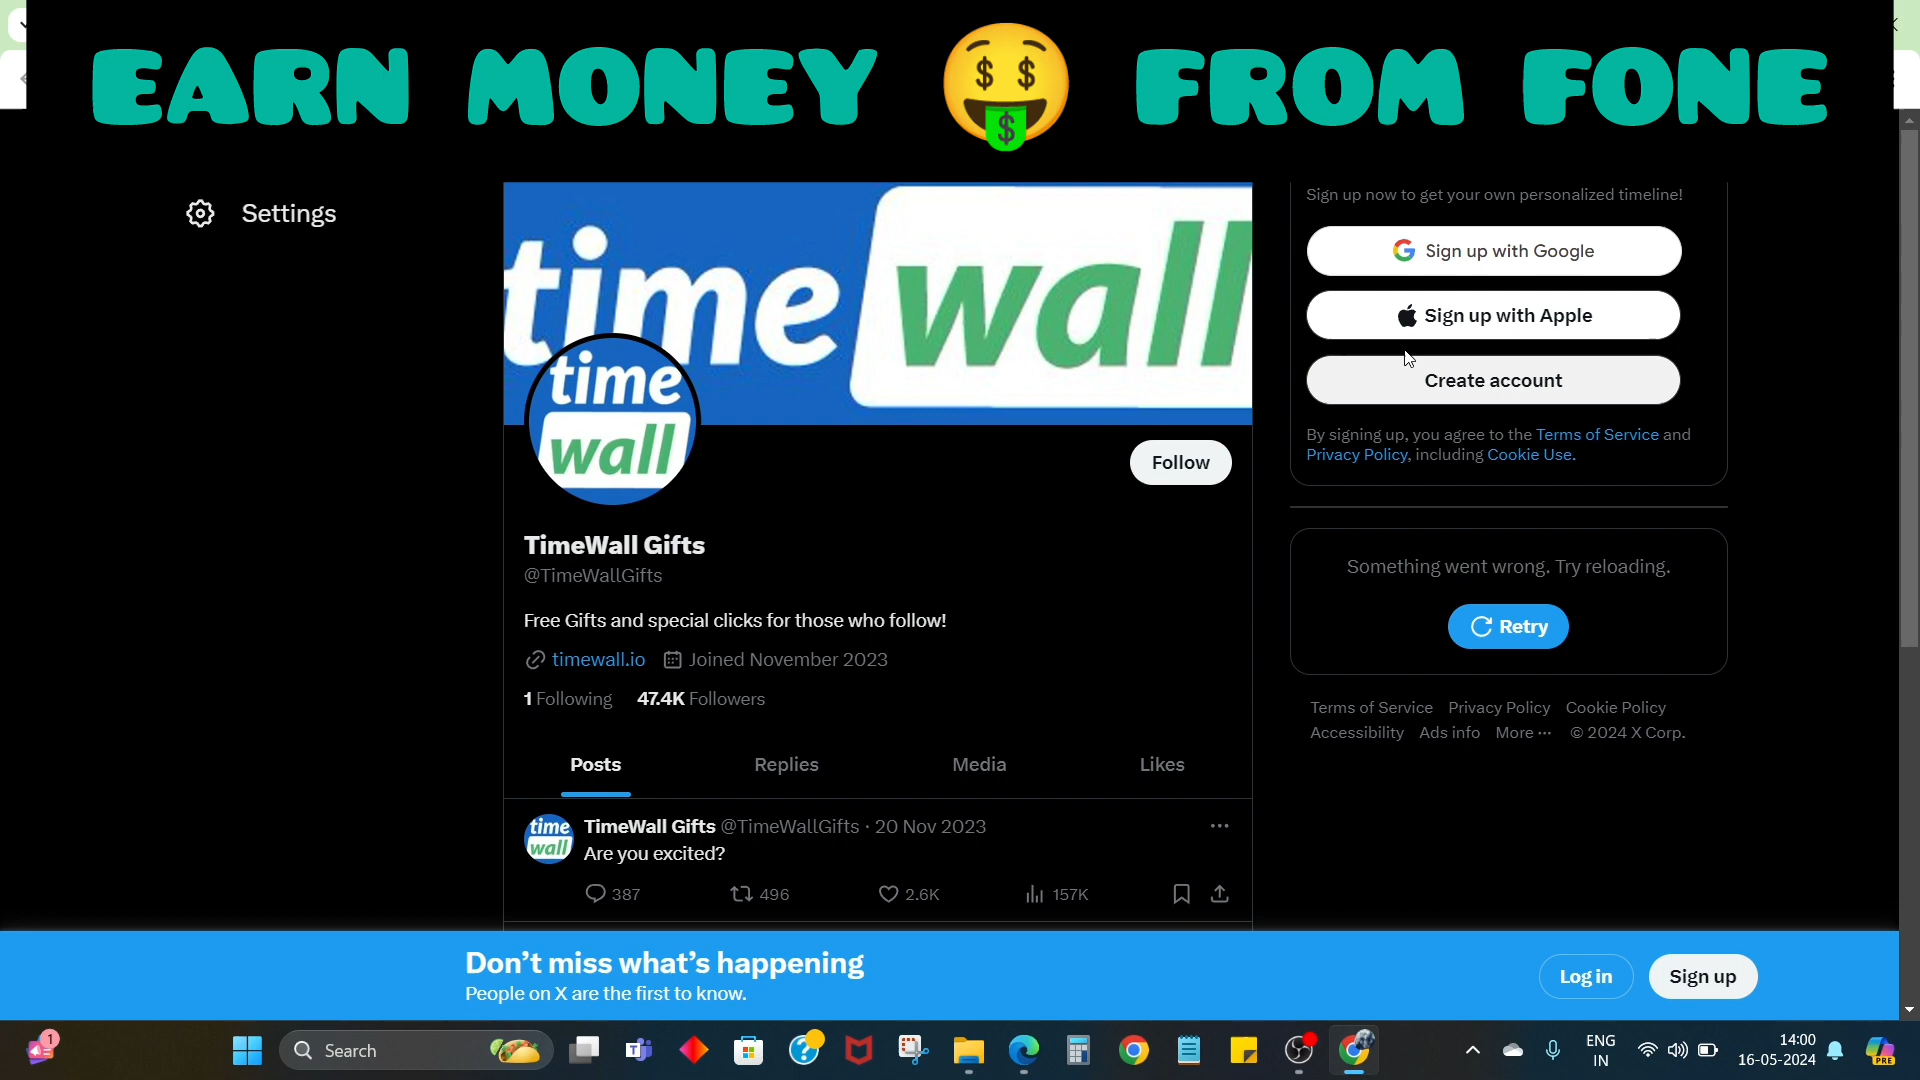 EARN MONEY 🤑 FROM FONE
Settings
time wall
time
wall
Follow
TimeWall Gifts
@TimeWallGifts
Free Gifts and special clicks for those who follow!
timewall.io Joined November 2023
1 Following 47.4K Followers
Posts Replies Media Likes
time
wall
TimeWall Gifts @TimeWallGifts · 20 Nov 2023
Are you excited?
387 496 2.6K 157K
Sign up now to get your own personalized timeline!
Sign up with Google
Sign up with Apple
Create account
By signing up, you agree to the Terms of Service and
Privacy Policy, including Cookie Use.
Something went wrong. Try reloading.
Retry
Terms of Service Privacy Policy Cookie Policy
Accessibility Ads info More ··· © 2024 X Corp.
Don’t miss what’s happening
People on X are the first to know.
Log in Sign up
1
Search
ENG
IN
14:00
16-05-2024
PRE